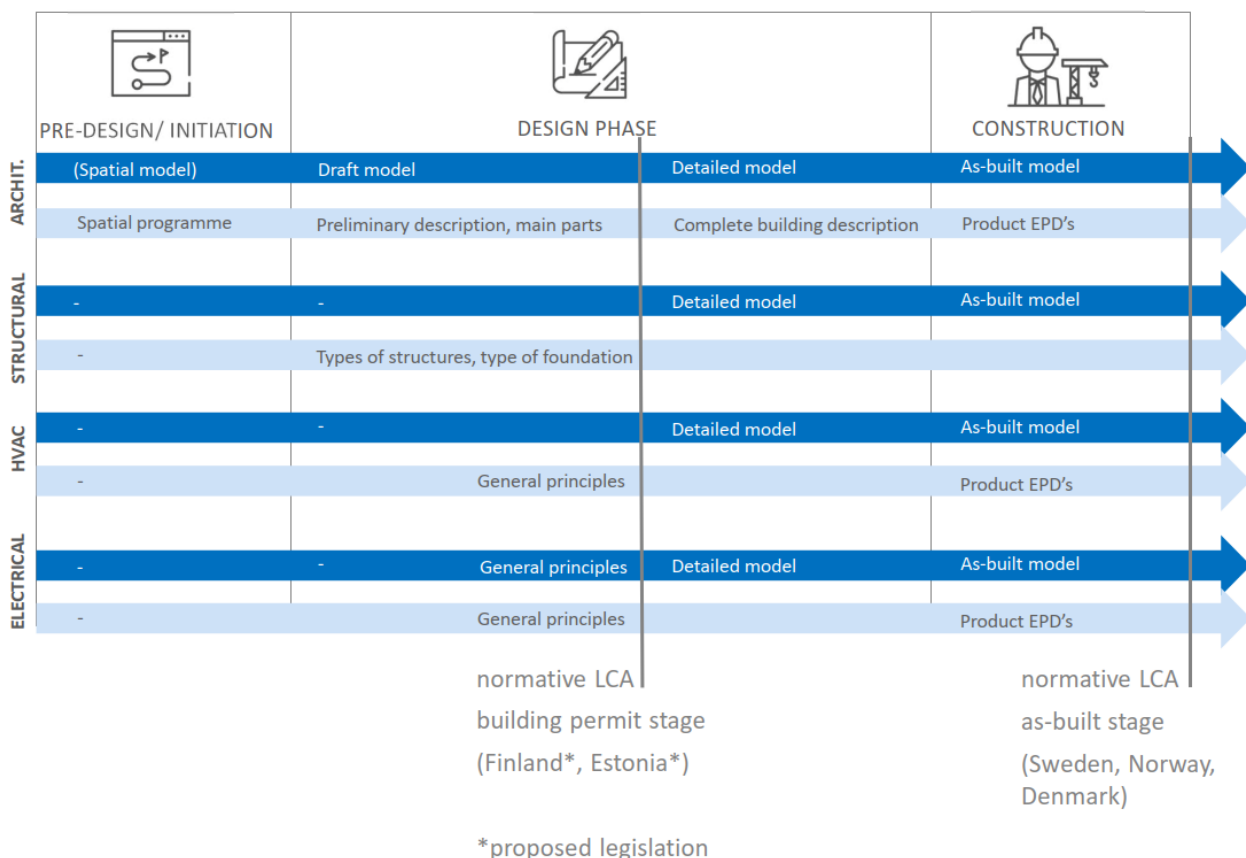 PRE-DESIGN/ INITIATION
DESIGN PHASE
CONSTRUCTION
ARCHIT.
(Spatial model)
Draft model
Detailed model
As-built model
Spatial programme
Preliminary description, main parts
Complete building description
Product EPD's
STRUCTURAL
-
-
Detailed model
As-built model
-
Types of structures, type of foundation
HVAC
-
-
Detailed model
As-built model
-
General principles
Product EPD's
ELECTRICAL
-
-
General principles
Detailed model
As-built model
-
General principles
Product EPD's
normative LCA
building permit stage
(Finland*, Estonia*)
*proposed legislation
normative LCA
as-built stage
(Sweden, Norway,
Denmark)